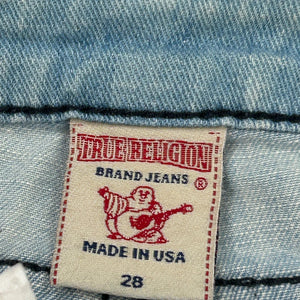 TRUE RELIGION
BRAND JEANS ®
MADE IN USA
28